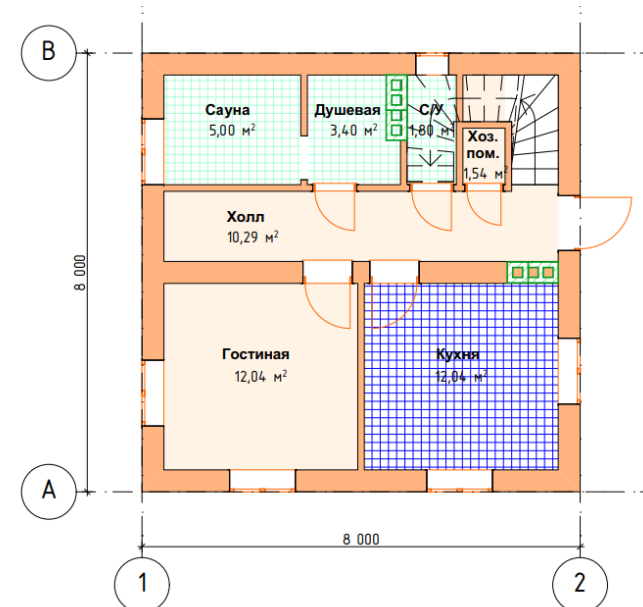 В
Сауна
5,00 м²
Душевая
3,40 м²
С/У
1,80 м²
Хоз.
пом.
1,54 м²
Холл
10,29 м²
8 000
Гостиная
12,04 м²
Кухня
12,04 м²
А
8 000
1
2